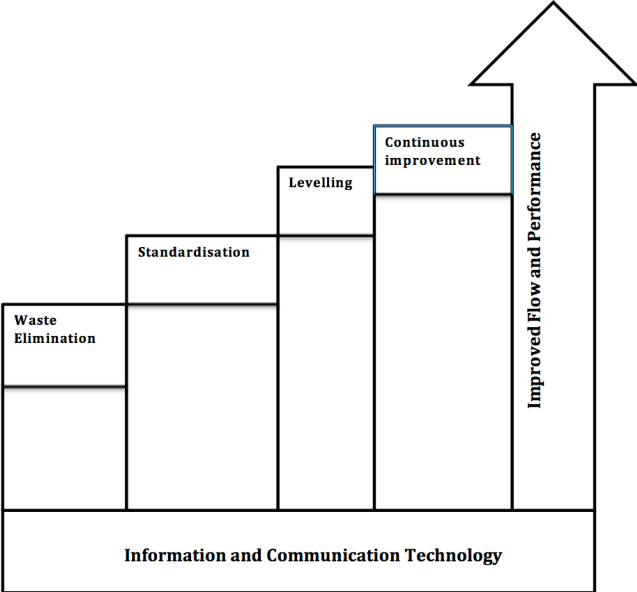 Continuous
improvement
Levelling
Standardisation
Waste
Elimination
Improved Flow and Performance
Information and Communication Technology